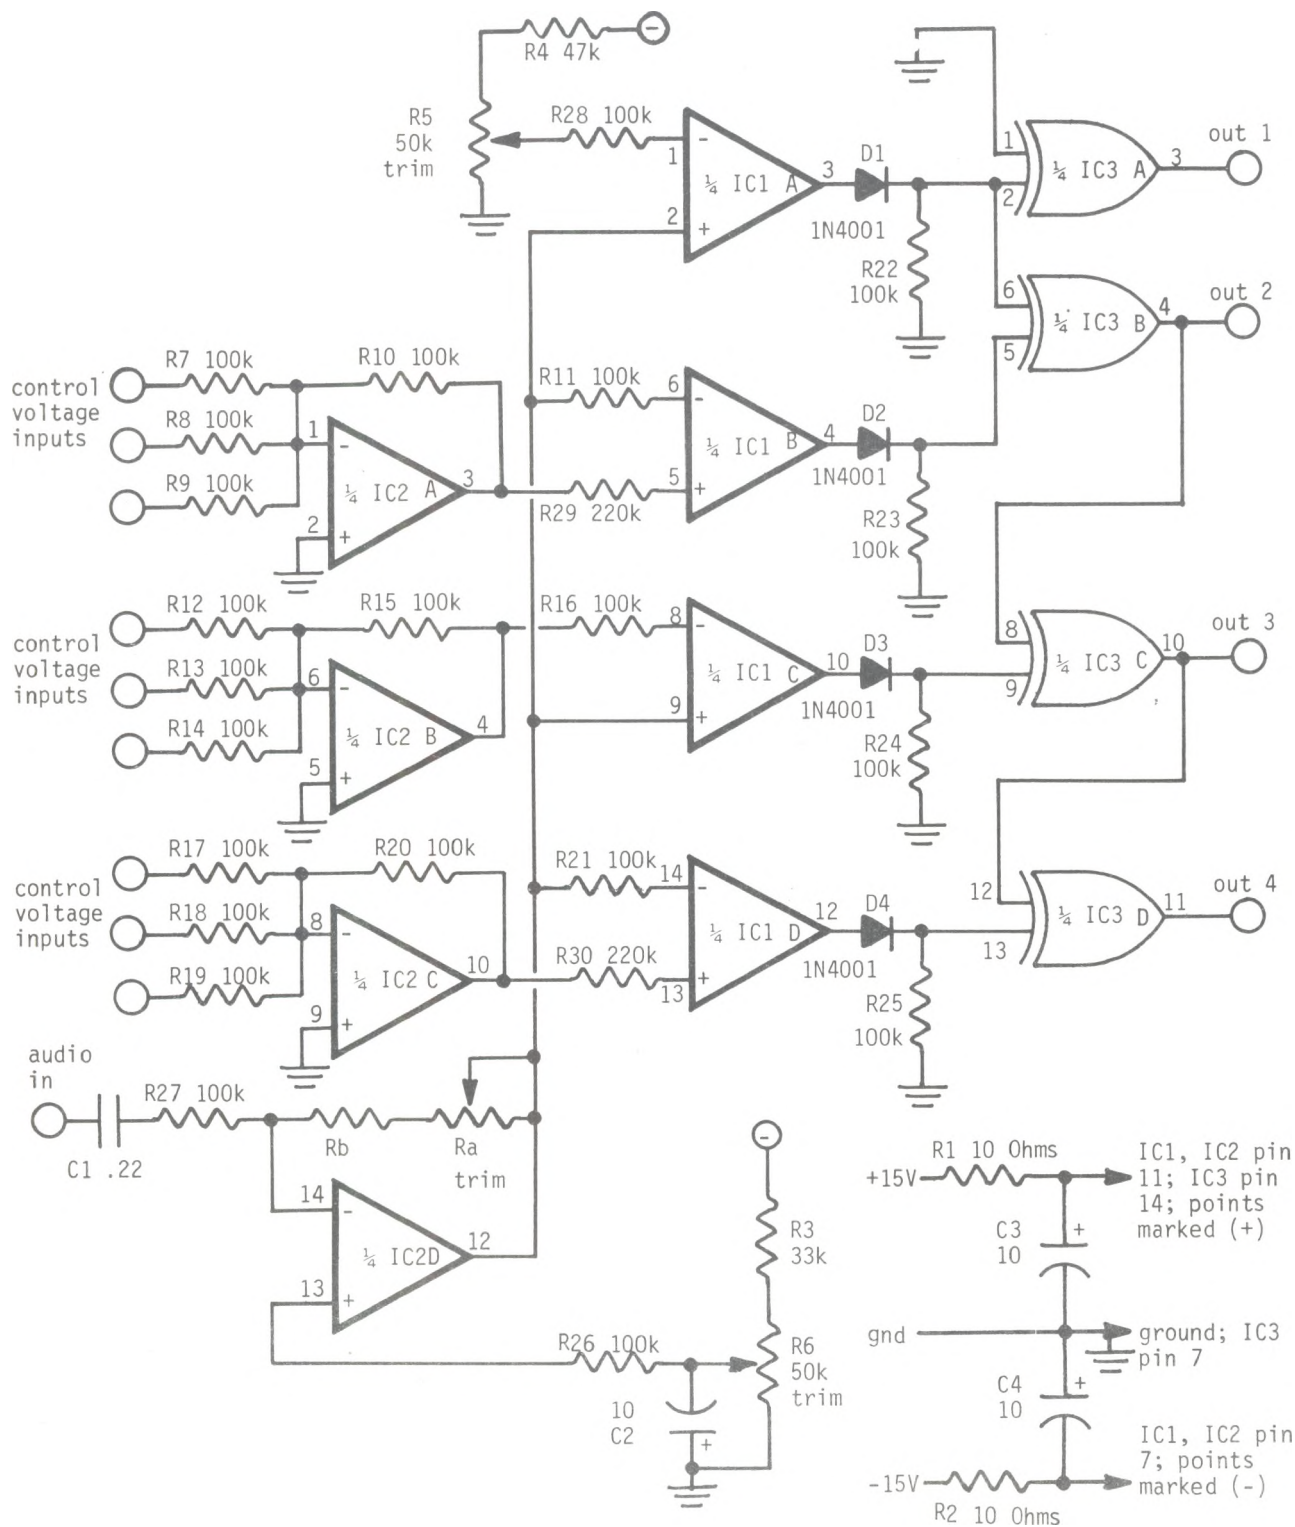 R4 47k
−
R5
50k
trim
R28 100k
1
-
2
+
¼ IC1 A
3
D1
1N4001
R22
100k
1
2
¼ IC3 A
3
out 1
6
5
¼ IC3 B
4
out 2
control
voltage
inputs
R7 100k
R8 100k
R9 100k
R10 100k
1
-
2
+
¼ IC2 A
3
R11 100k
R29 220k
6
-
5
+
¼ IC1 B
4
D2
1N4001
R23
100k
control
voltage
inputs
R12 100k
R13 100k
R14 100k
R15 100k
6
-
5
+
¼ IC2 B
4
R16 100k
8
-
9
+
¼ IC1 C
10
D3
1N4001
R24
100k
8
9
¼ IC3 C
10
out 3
control
voltage
inputs
R17 100k
R18 100k
R19 100k
R20 100k
8
-
9
+
¼ IC2 C
10
R21 100k
R30 220k
14
-
13
+
¼ IC1 D
12
D4
1N4001
R25
100k
12
13
¼ IC3 D
11
out 4
audio
in
C1 .22
R27 100k
Rb
Ra
trim
14
-
13
+
¼ IC2D
12
R26 100k
10
C2
+
−
R3
33k
R6
50k
trim
+15V
R1 10 Ohms
C3
10
+
IC1, IC2 pin
11; IC3 pin
14; points
marked (+)
gnd
ground; IC3
pin 7
C4
10
+
-15V
R2 10 Ohms
IC1, IC2 pin
7; points
marked (-)